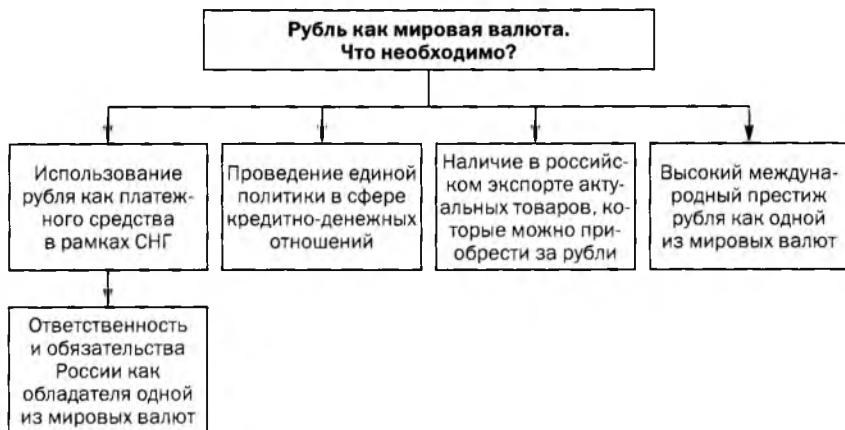 Рубль как мировая валюта.
Что необходимо?
Использование
рубля как платеж-
ного средства
в рамках СНГ
Проведение единой
политики в сфере
кредитно-денежных
отношений
Наличие в российс-
ком экспорте акту-
альных товаров, ко-
торые можно при-
обрести за рубли
Высокий междуна-
родный престиж
рубля как одной
из мировых валют
Ответственность
и обязательства
России как
обладателя одной
из мировых валют